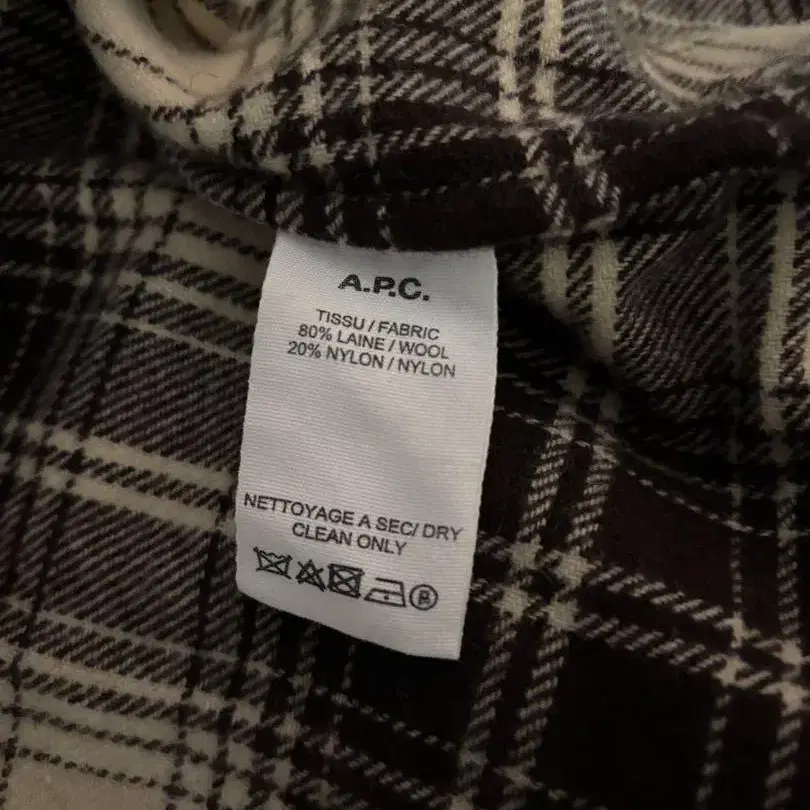 A.P.C.
TISSU / FABRIC
80% LAINE / WOOL
20% NYLON / NYLON
NETTOYAGE A SEC/ DRY
CLEAN ONLY